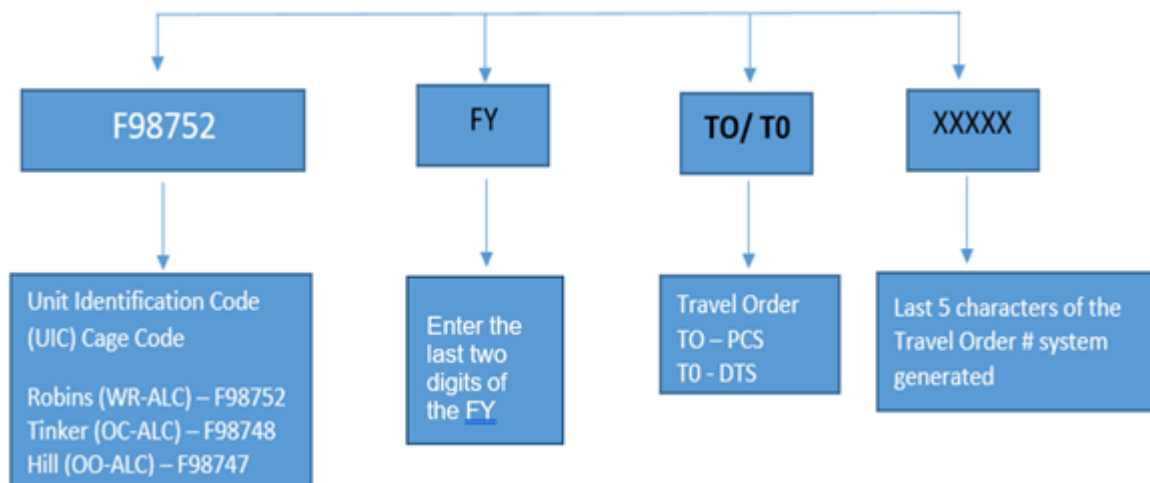 F98752
FY
TO/ T0
XXXXX
Unit Identification Code
(UIC) Cage Code
Robins (WR-ALC) – F98752
Tinker (OC-ALC) – F98748
Hill (OO-ALC) – F98747
Enter the
last two
digits of
the FY
Travel Order
TO – PCS
T0 - DTS
Last 5 characters of the
Travel Order # system
generated